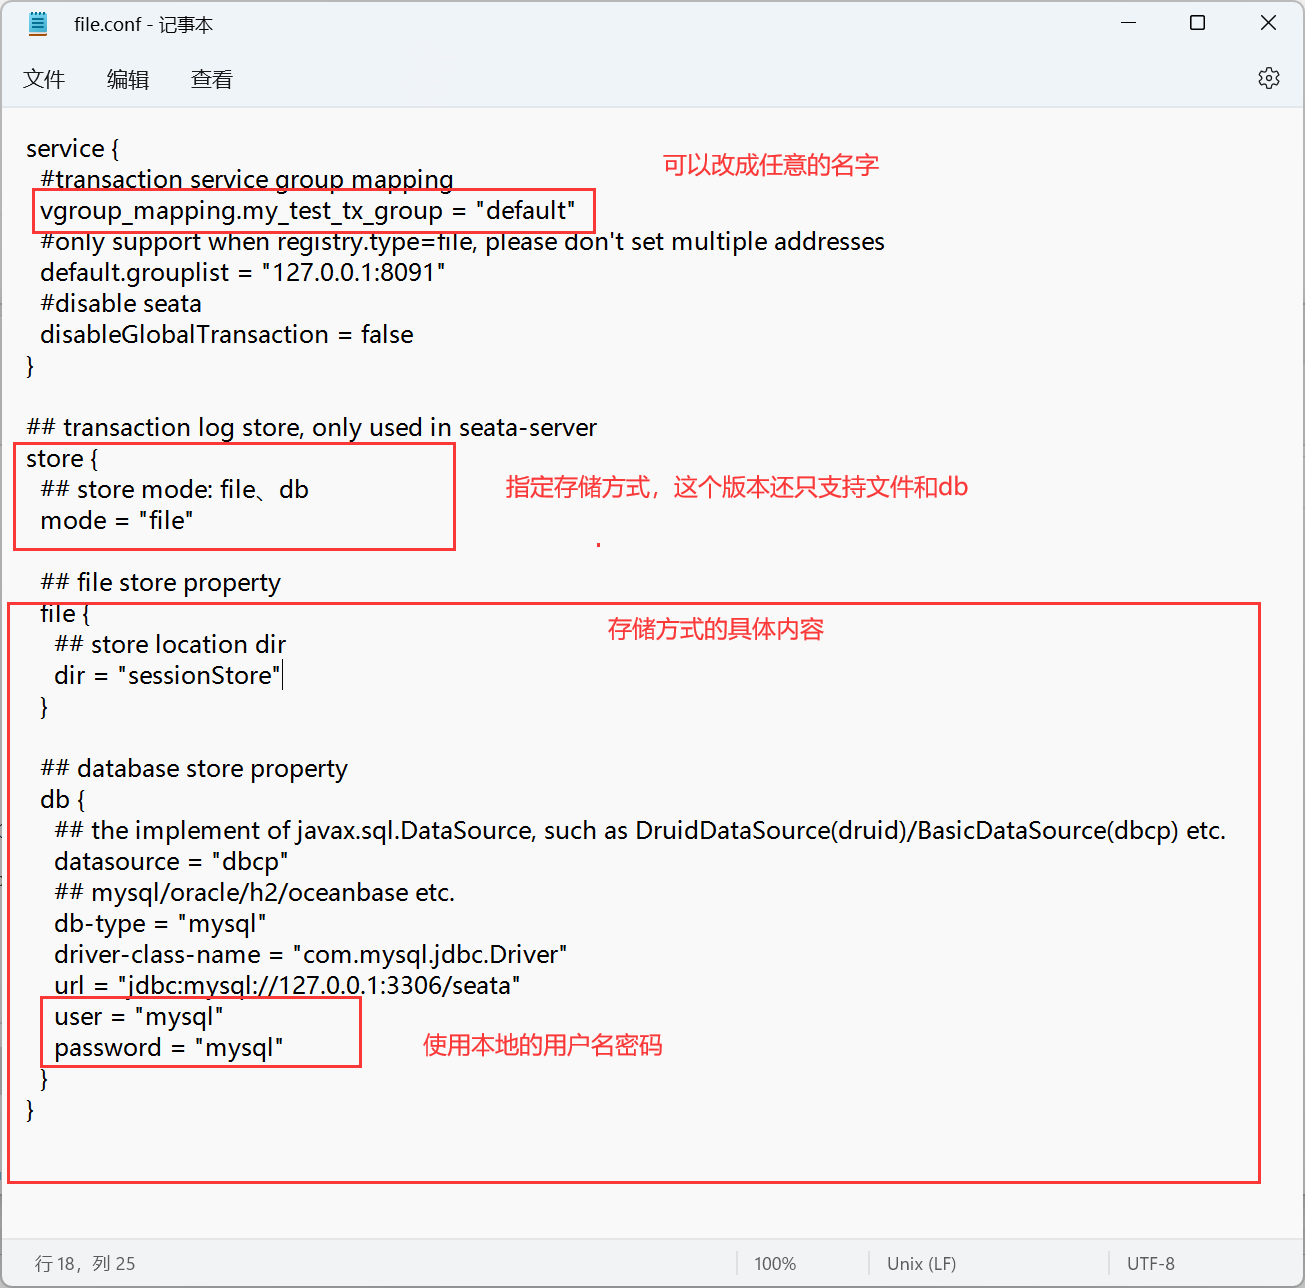 file.conf - 记事本
文件 编辑 查看
service {
#transaction service group mapping
可以改成任意的名字
vgroup_mapping.my_test_tx_group = "default"
#only support when registry.type=file, please don't set multiple addresses
default.grouplist = "127.0.0.1:8091"
#disable seata
disableGlobalTransaction = false
}
## transaction log store, only used in seata-server
store {
## store mode: file、db
指定存储方式，这个版本还只支持文件和db
mode = "file"
## file store property
file {
存储方式的具体内容
## store location dir
dir = "sessionStore"
}
## database store property
db {
## the implement of javax.sql.DataSource, such as DruidDataSource(druid)/BasicDataSource(dbcp) etc.
datasource = "dbcp"
## mysql/oracle/h2/oceanbase etc.
db-type = "mysql"
driver-class-name = "com.mysql.jdbc.Driver"
url = "jdbc:mysql://127.0.0.1:3306/seata"
user = "mysql"
password = "mysql"
使用本地的用户名密码
}
}
行 18，列 25 100% Unix (LF) UTF-8